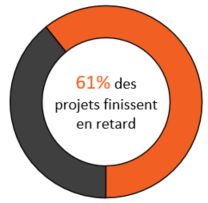 61% des
projets finissent
en retard